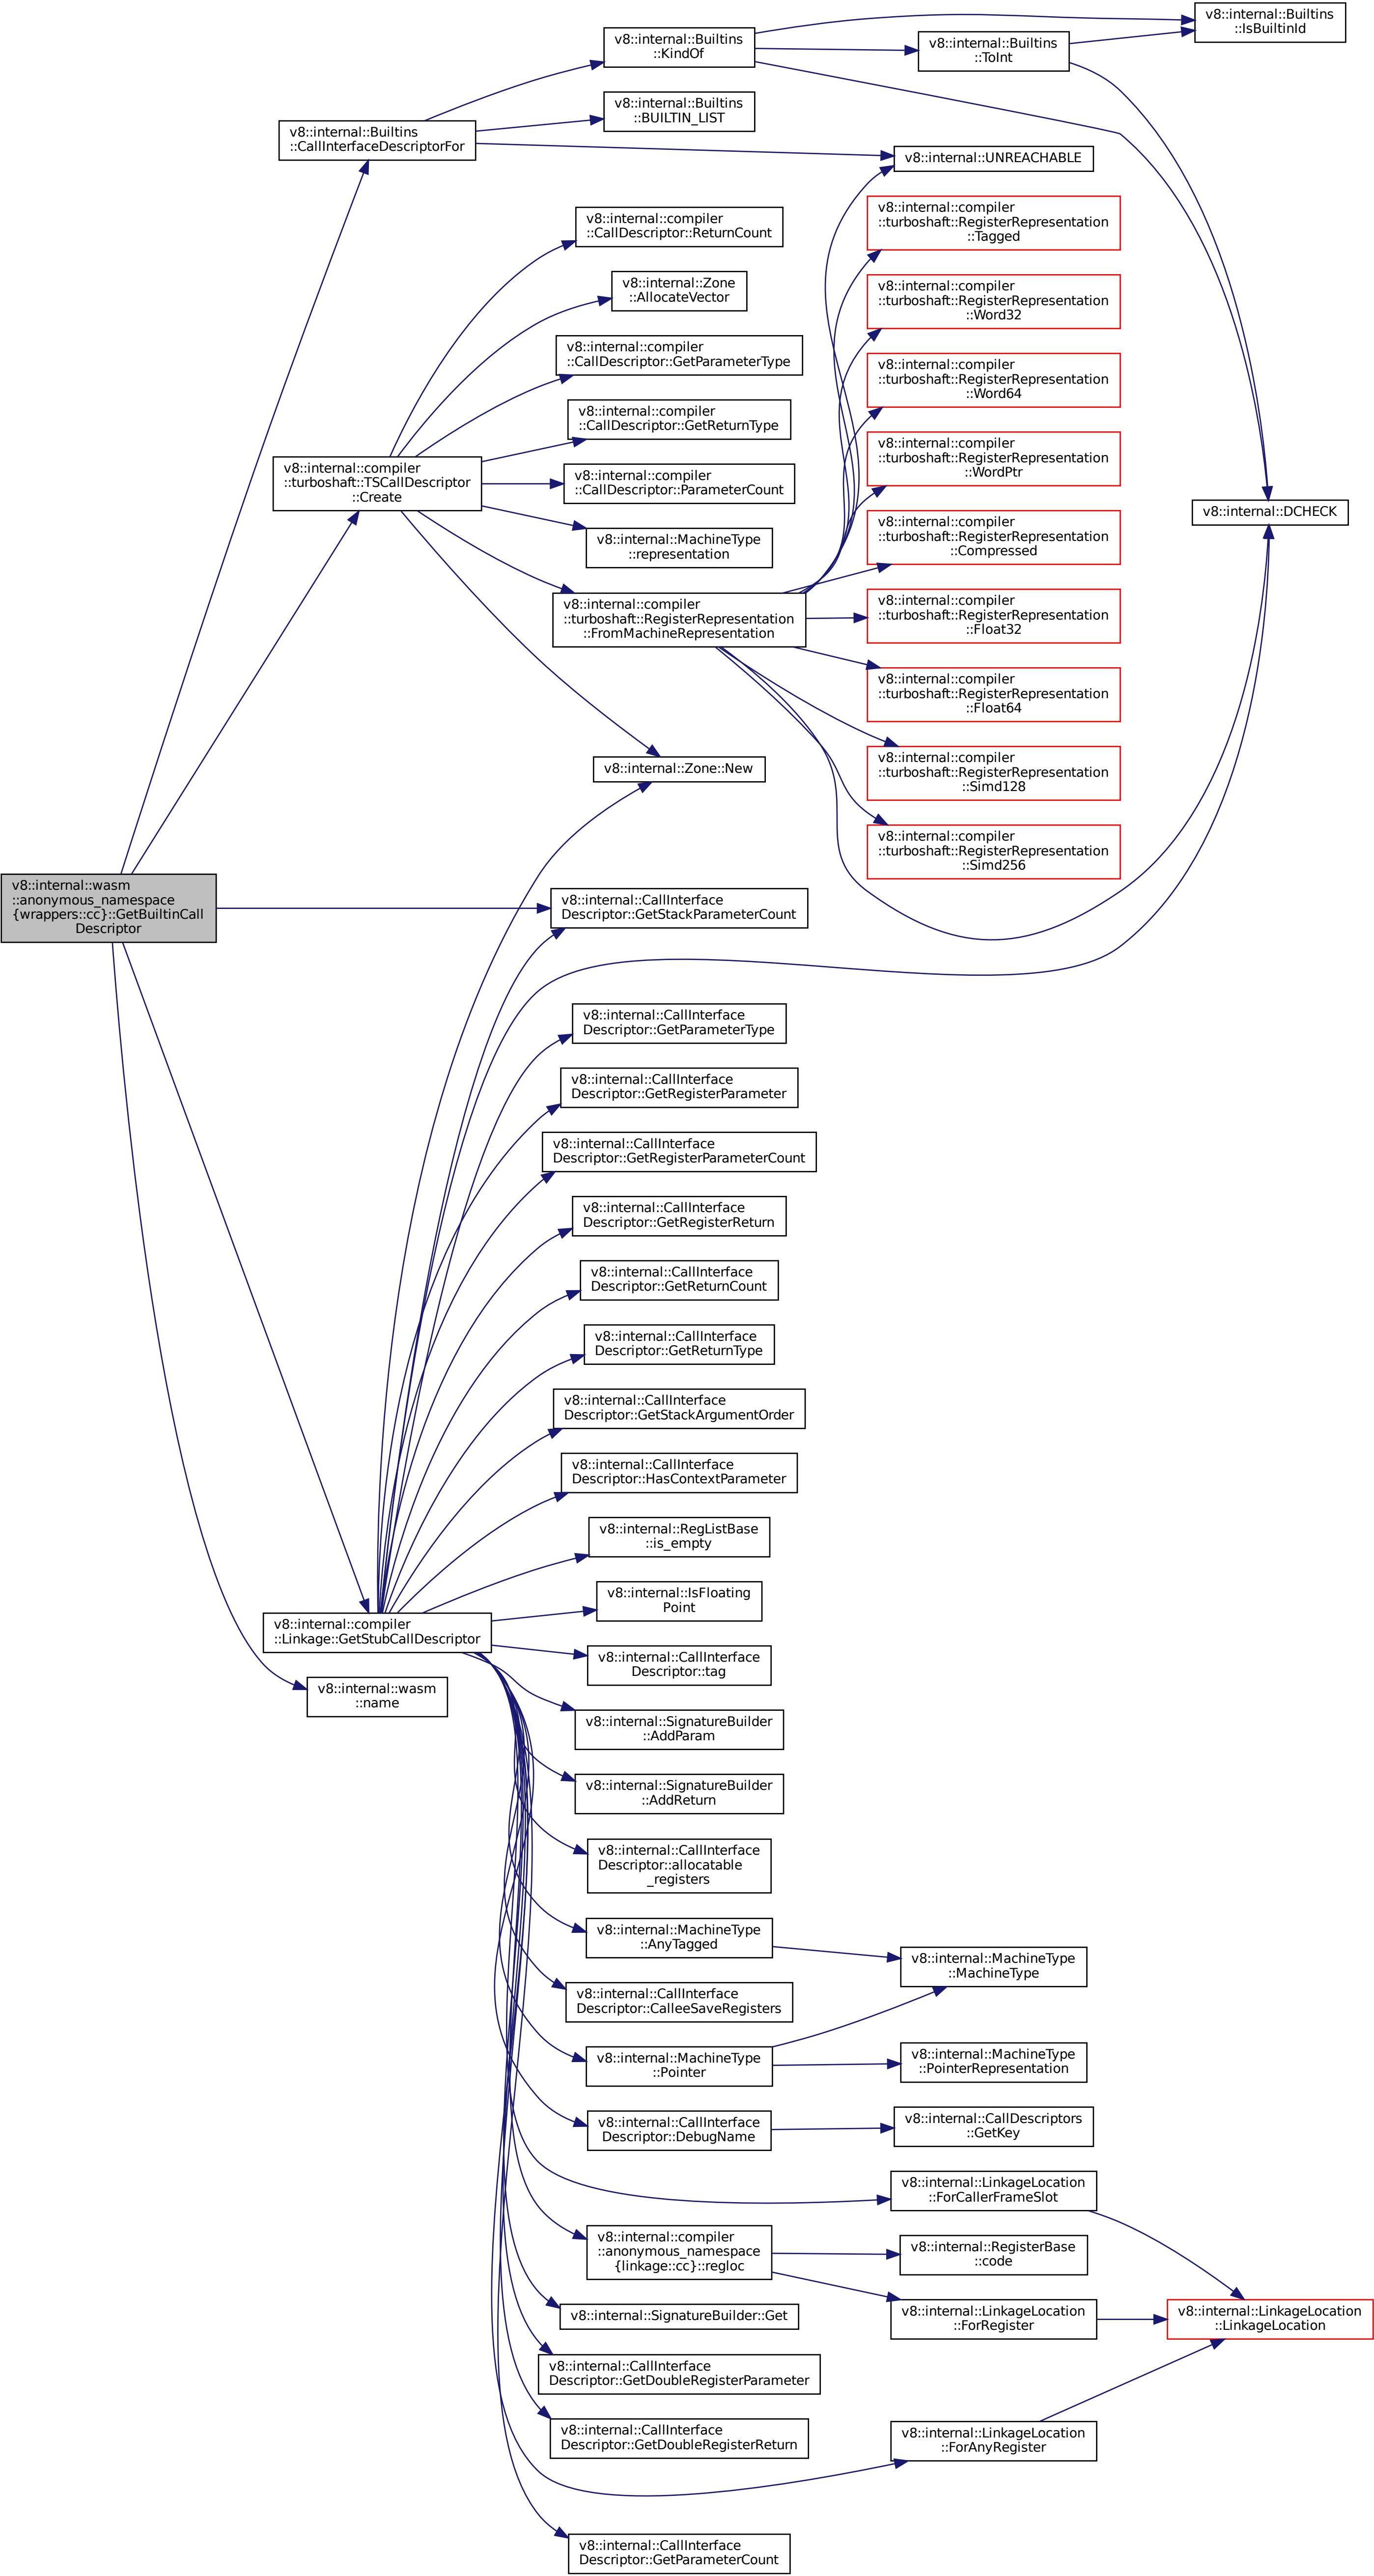 v8::internal::Builtins
::IsBuiltinId
v8::internal::Builtins
::KindOf
v8::internal::Builtins
::ToInt
v8::internal::Builtins
::BUILTIN_LIST
v8::internal::Builtins
::CallInterfaceDescriptorFor
v8::internal::UNREACHABLE
v8::internal::compiler
::turboshaft::RegisterRepresentation
::Tagged
v8::internal::compiler
::CallDescriptor::ReturnCount
v8::internal::Zone
::AllocateVector
v8::internal::compiler
::turboshaft::RegisterRepresentation
::Word32
v8::internal::compiler
::CallDescriptor::GetParameterType
v8::internal::compiler
::turboshaft::RegisterRepresentation
::Word64
v8::internal::compiler
::CallDescriptor::GetReturnType
v8::internal::compiler
::turboshaft::RegisterRepresentation
::WordPtr
v8::internal::compiler
::turboshaft::TSCallDescriptor
::Create
v8::internal::compiler
::CallDescriptor::ParameterCount
v8::internal::DCHECK
v8::internal::compiler
::turboshaft::RegisterRepresentation
::Compressed
v8::internal::MachineType
::representation
v8::internal::compiler
::turboshaft::RegisterRepresentation
::FromMachineRepresentation
v8::internal::compiler
::turboshaft::RegisterRepresentation
::Float32
v8::internal::compiler
::turboshaft::RegisterRepresentation
::Float64
v8::internal::Zone::New
v8::internal::compiler
::turboshaft::RegisterRepresentation
::Simd128
v8::internal::compiler
::turboshaft::RegisterRepresentation
::Simd256
v8::internal::wasm
::anonymous_namespace
{wrappers::cc}::GetBuiltinCall
Descriptor
v8::internal::CallInterface
Descriptor::GetStackParameterCount
v8::internal::CallInterface
Descriptor::GetParameterType
v8::internal::CallInterface
Descriptor::GetRegisterParameter
v8::internal::CallInterface
Descriptor::GetRegisterParameterCount
v8::internal::CallInterface
Descriptor::GetRegisterReturn
v8::internal::CallInterface
Descriptor::GetReturnCount
v8::internal::CallInterface
Descriptor::GetReturnType
v8::internal::CallInterface
Descriptor::GetStackArgumentOrder
v8::internal::CallInterface
Descriptor::HasContextParameter
v8::internal::RegListBase
::is_empty
v8::internal::IsFloating
Point
v8::internal::compiler
::Linkage::GetStubCallDescriptor
v8::internal::CallInterface
Descriptor::tag
v8::internal::wasm
::name
v8::internal::SignatureBuilder
::AddParam
v8::internal::SignatureBuilder
::AddReturn
v8::internal::CallInterface
Descriptor::allocatable
_registers
v8::internal::MachineType
::AnyTagged
v8::internal::MachineType
::MachineType
v8::internal::CallInterface
Descriptor::CalleeSaveRegisters
v8::internal::MachineType
::Pointer
v8::internal::MachineType
::PointerRepresentation
v8::internal::CallInterface
Descriptor::DebugName
v8::internal::CallDescriptors
::GetKey
v8::internal::LinkageLocation
::ForCallerFrameSlot
v8::internal::compiler
::anonymous_namespace
{linkage::cc}::regloc
v8::internal::RegisterBase
::code
v8::internal::SignatureBuilder::Get
v8::internal::LinkageLocation
::ForRegister
v8::internal::LinkageLocation
::LinkageLocation
v8::internal::CallInterface
Descriptor::GetDoubleRegisterParameter
v8::internal::CallInterface
Descriptor::GetDoubleRegisterReturn
v8::internal::LinkageLocation
::ForAnyRegister
v8::internal::CallInterface
Descriptor::GetParameterCount